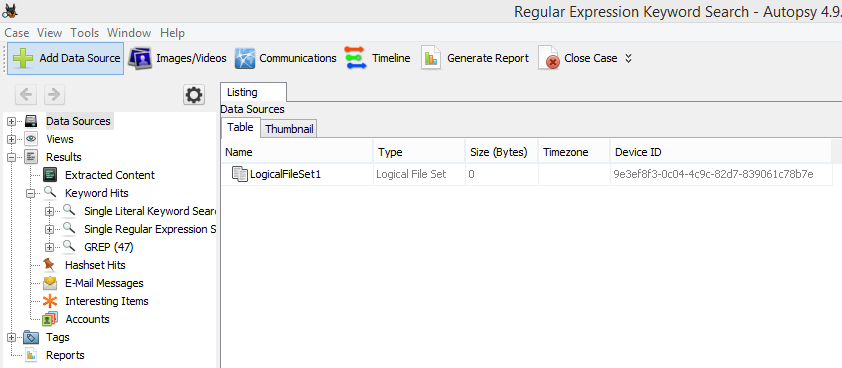 Regular Expression Keyword Search - Autopsy 4.9.
Case View Tools Window Help
Add Data Source Images/Videos Communications Timeline Generate Report Close Case
Listing
Data Sources
Table Thumbnail
Name Type Size (Bytes) Timezone Device ID
LogicalFileSet1 Logical File Set 0 9e3ef8f3-0c04-4c9c-82d7-839061c78b7e
Data Sources
Views
Results
Extracted Content
Keyword Hits
Single Literal Keyword Sear
Single Regular Expression S
GREP (47)
Hashset Hits
E-Mail Messages
Interesting Items
Accounts
Tags
Reports